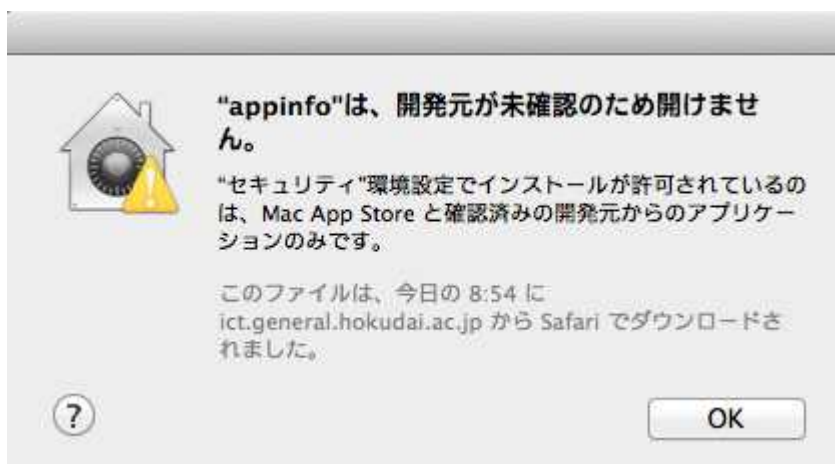 "appinfo"は、開発元が未確認のため開けませ
ん。
"セキュリティ"環境設定でインストールが許可されているの
は、Mac App Store と確認済みの開発元からのアプリケー
ションのみです。
このファイルは、今日の 8:54 に
ict.general.hokudai.ac.jp から Safari でダウンロードさ
れました。
?
OK